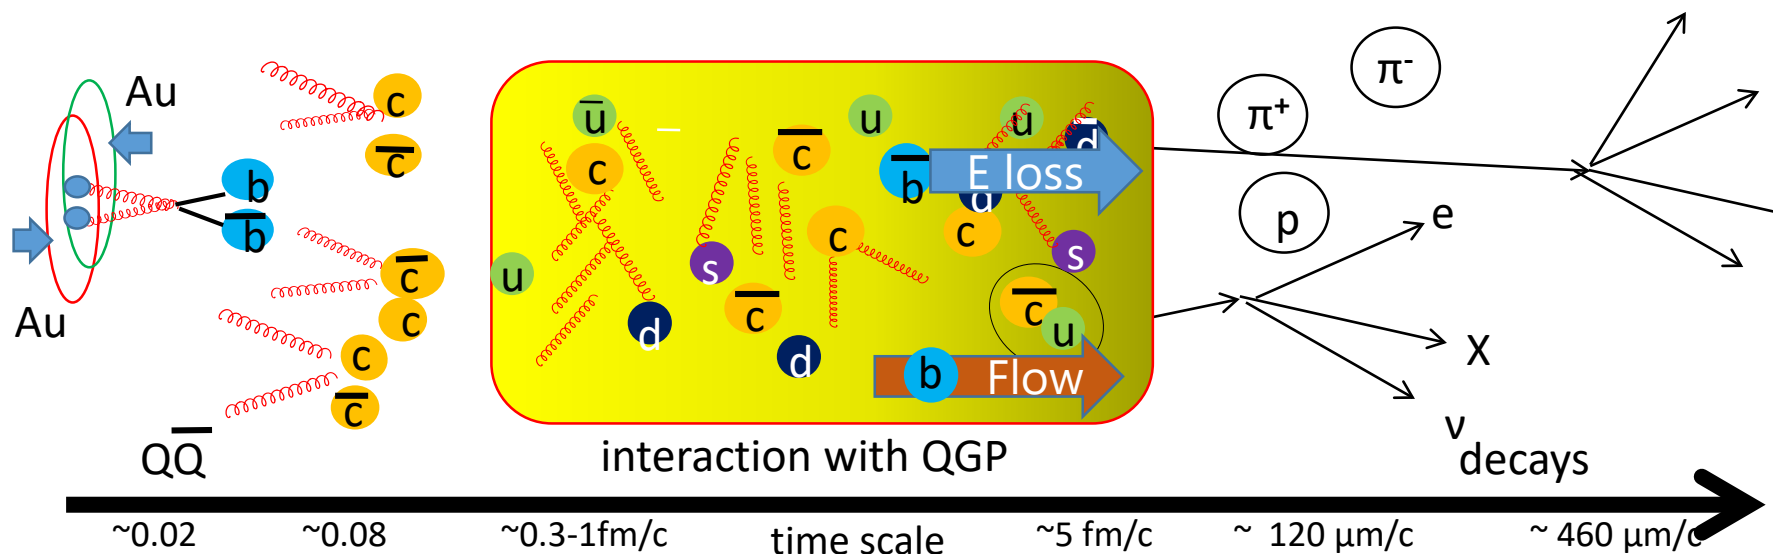 Au
Au
b
b̅
c
c̅
c̅
c
c
c̅
QQ̅
u̅
c
c̅
u
b̅
E loss
u
d̅
d
c
c
u
s
s
c̅
d
d
c̅
u
b
Flow
interaction with QGP
π⁺
π⁻
p
e
X
ν
decays
~0.02
~0.08
~0.3-1fm/c
time scale
~5 fm/c
~ 120 μm/c
~ 460 μm/c